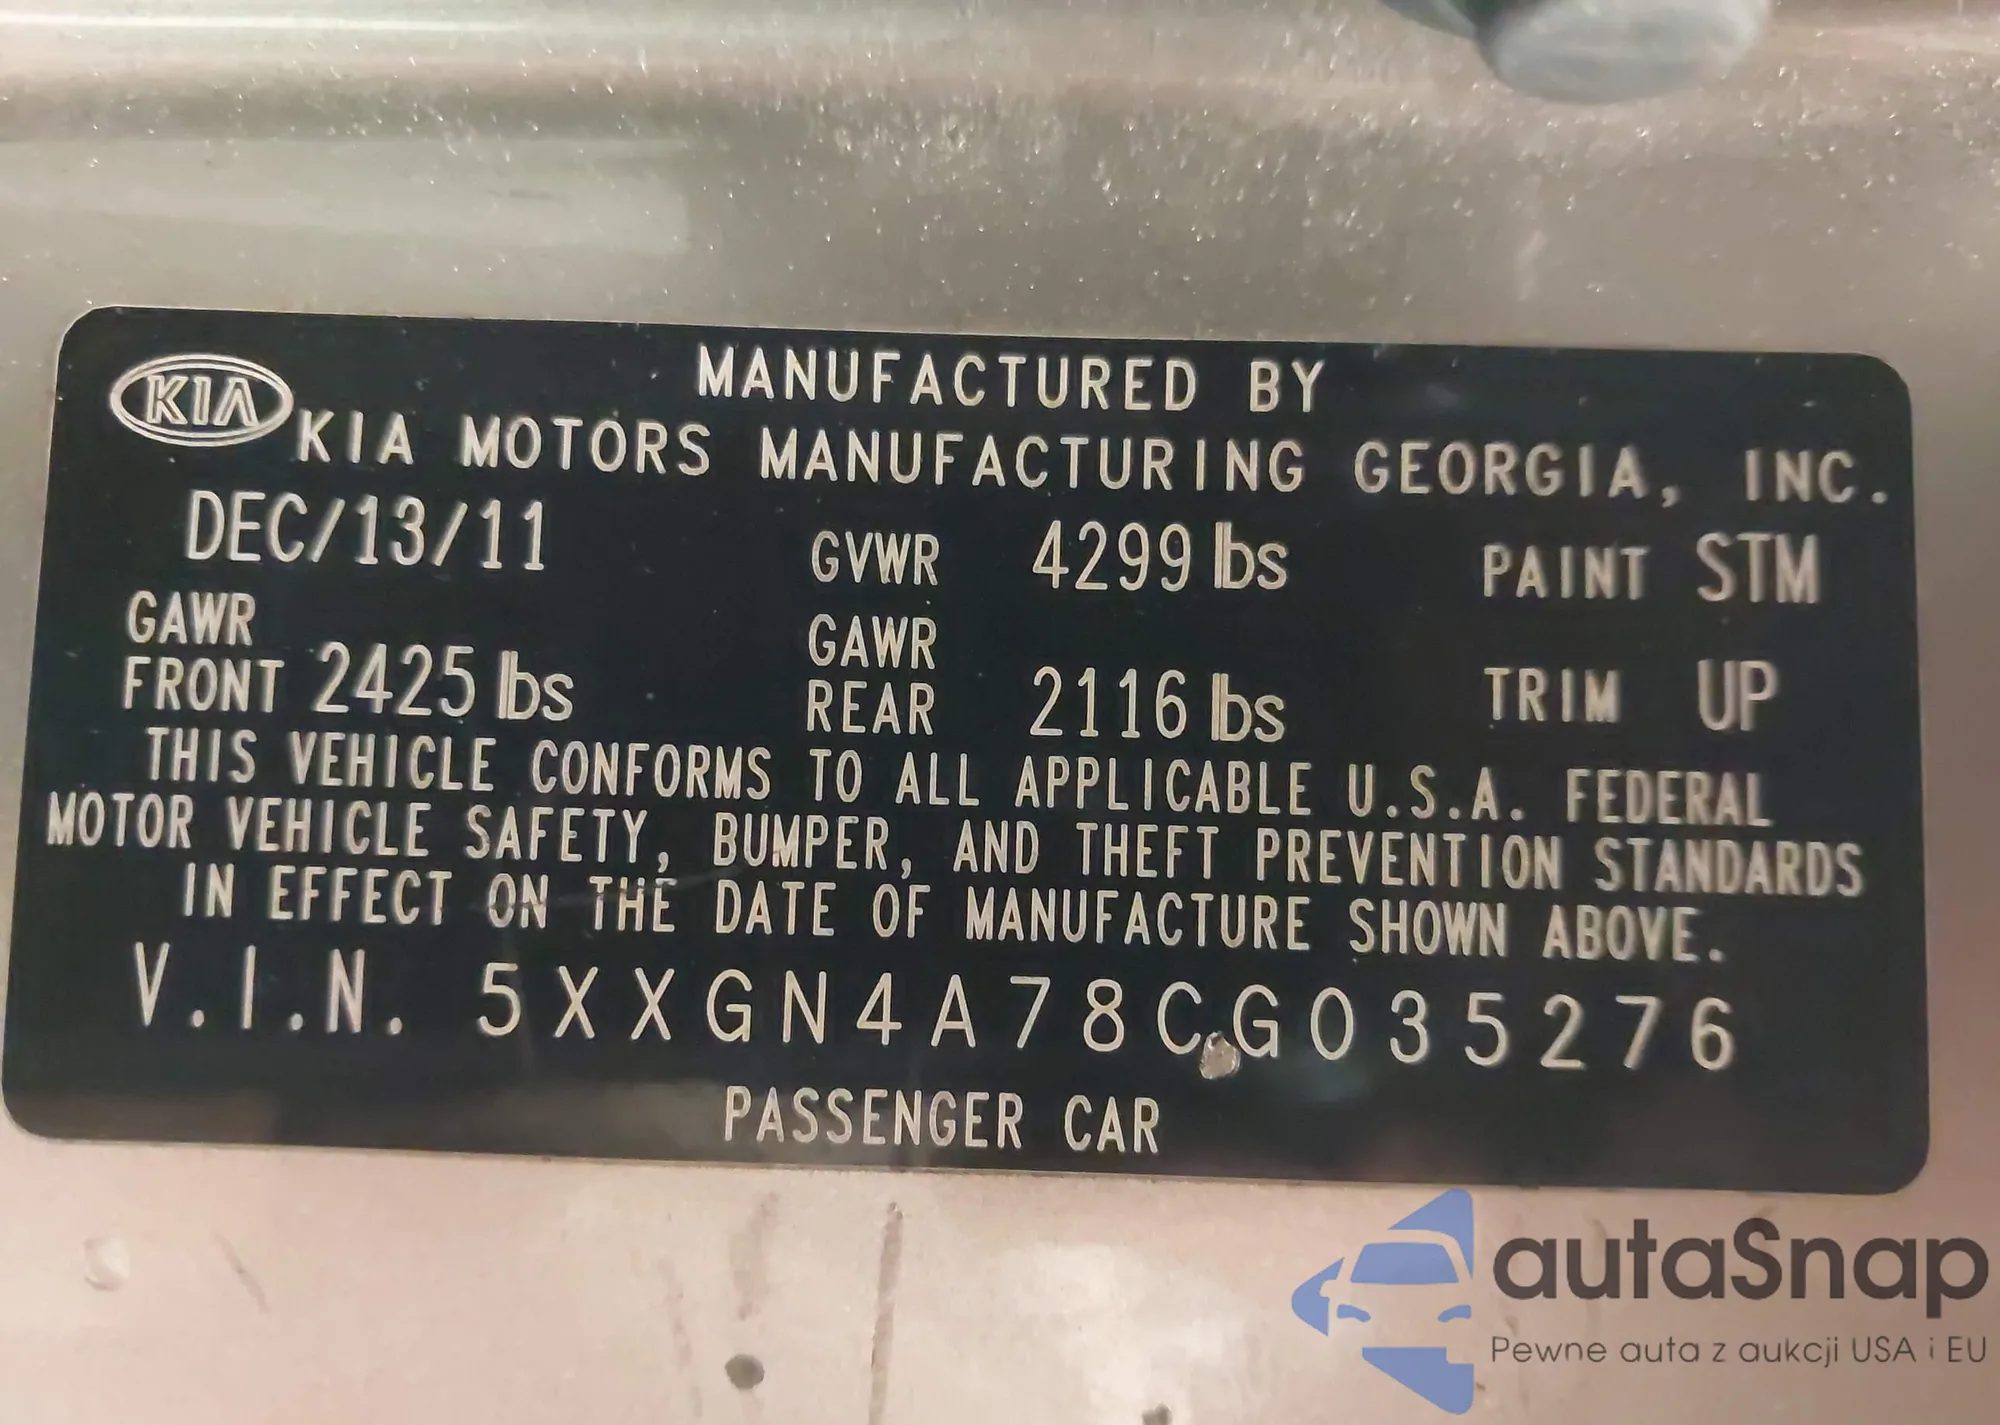 MANUFACTURED BY
KIA KIA MOTORS MANUFACTURING GEORGIA, INC.
DEC/13/11 GVWR 4299 lbs PAINT STM
GAWR FRONT 2425 lbs GAWR REAR 2116 lbs TRIM UP
THIS VEHICLE CONFORMS TO ALL APPLICABLE U.S.A. FEDERAL
MOTOR VEHICLE SAFETY, BUMPER, AND THEFT PREVENTION STANDARDS
IN EFFECT ON THE DATE OF MANUFACTURE SHOWN ABOVE.
V.I.N. 5XXGN4A78CG035276
PASSENGER CAR
autaSnap
Pewne auta z aukcji USA i EU